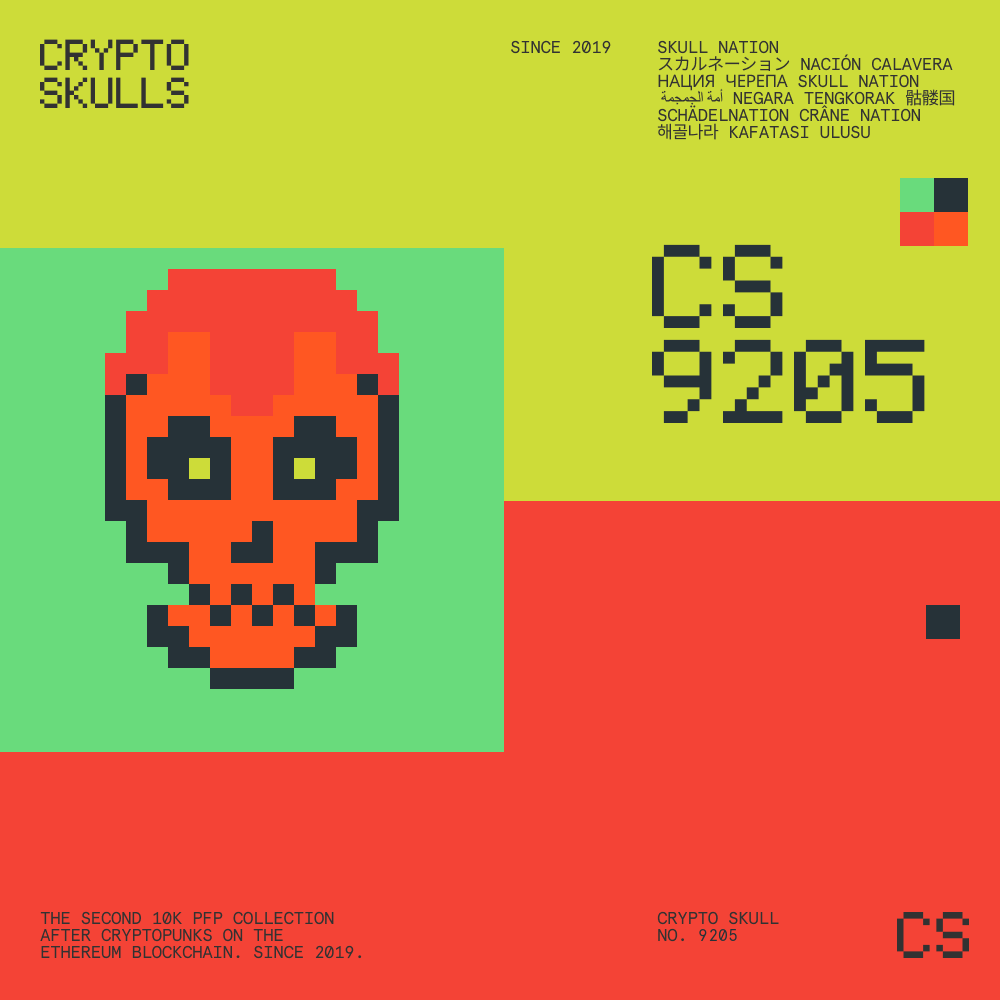 CRYPTO
SKULLS
SINCE 2019
SKULL NATION
スカルネーション NACIÓN CALAVERA
НАЦИЯ ЧЕРЕПА SKULL NATION
أمة الجمجمة NEGARA TENGKORAK 骷髅国
SCHÄDELNATION CRÂNE NATION
해골나라 KAFATASI ULUSU
CS
9205
THE SECOND 10K PFP COLLECTION
AFTER CRYPTOPUNKS ON THE
ETHEREUM BLOCKCHAIN. SINCE 2019.
CRYPTO SKULL
NO. 9205
CS